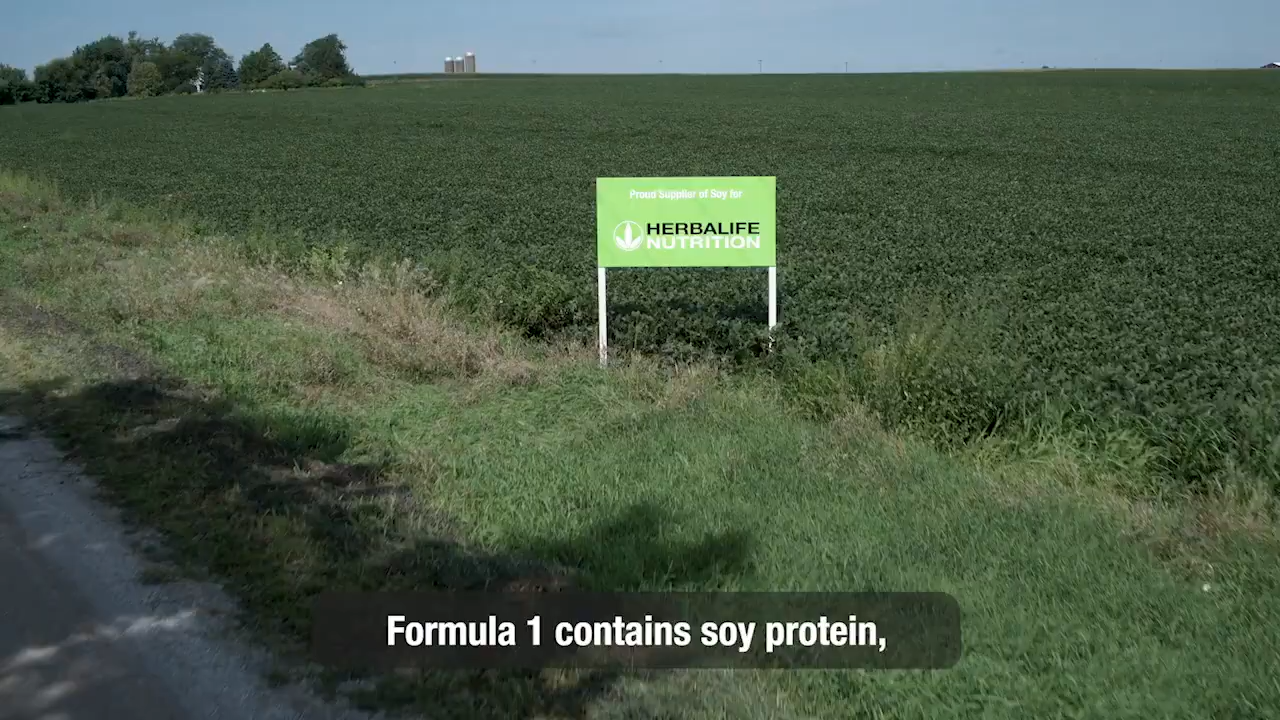 Proud Supplier of Soy for
HERBALIFE
NUTRITION
Formula 1 contains soy protein,